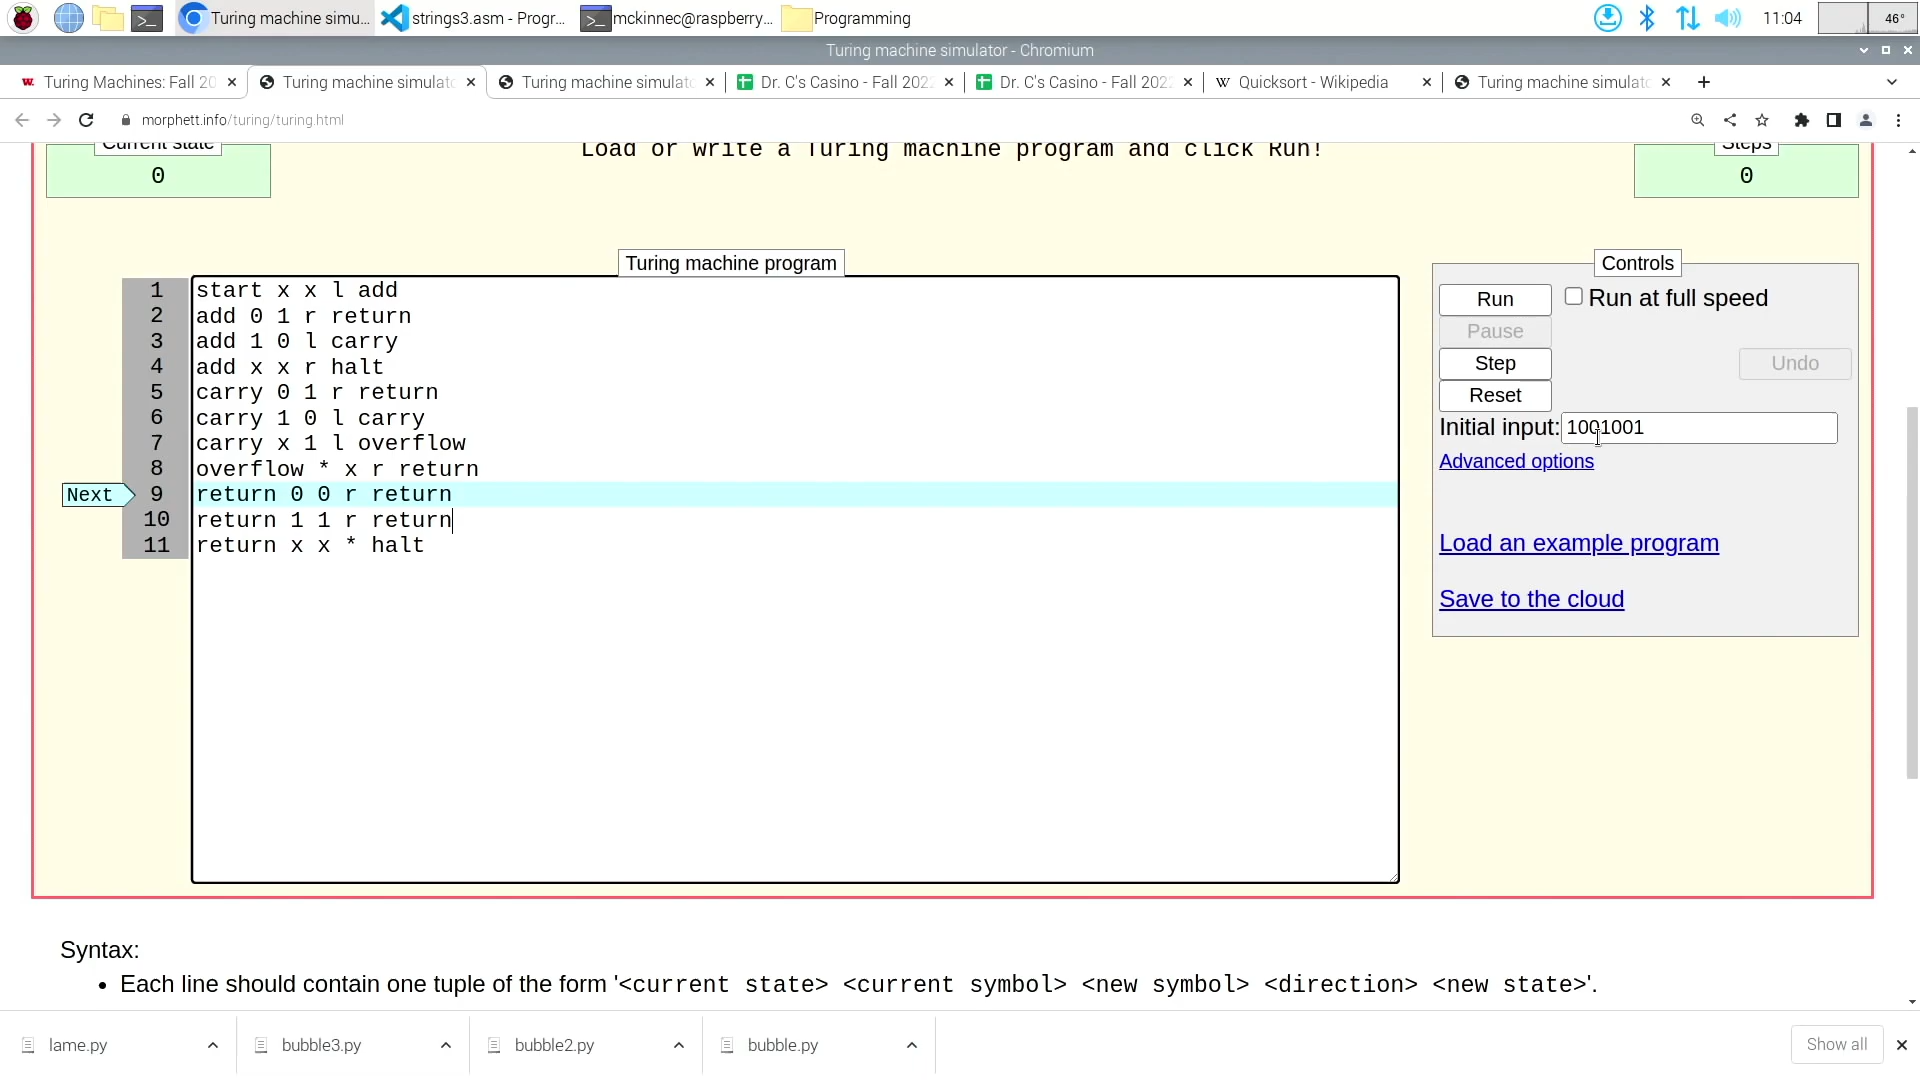 Turing machine simu... strings3.asm - Progr... mckinnec@raspberry... Programming 11:04 46°
Turing machine simulator - Chromium
Turing Machines: Fall 20 Turing machine simulato Turing machine simulato Dr. C's Casino - Fall 2022 Dr. C's Casino - Fall 2022 Quicksort - Wikipedia Turing machine simulato
morphett.info/turing/turing.html
Current state Load or write a Turing machine program and click Run! Steps
0 0
Turing machine program Controls
1 start x x l add
2 add 0 1 r return
3 add 1 0 l carry
4 add x x r halt
5 carry 0 1 r return
6 carry 1 0 l carry
7 carry x 1 l overflow
8 overflow * x r return
Next 9 return 0 0 r return
10 return 1 1 r return
11 return x x * halt
Run Run at full speed
Pause
Step Undo
Reset
Initial input: 1001001
Advanced options
Load an example program
Save to the cloud
Syntax:
• Each line should contain one tuple of the form '<current state> <current symbol> <new symbol> <direction> <new state>'.
lame.py bubble3.py bubble2.py bubble.py Show all